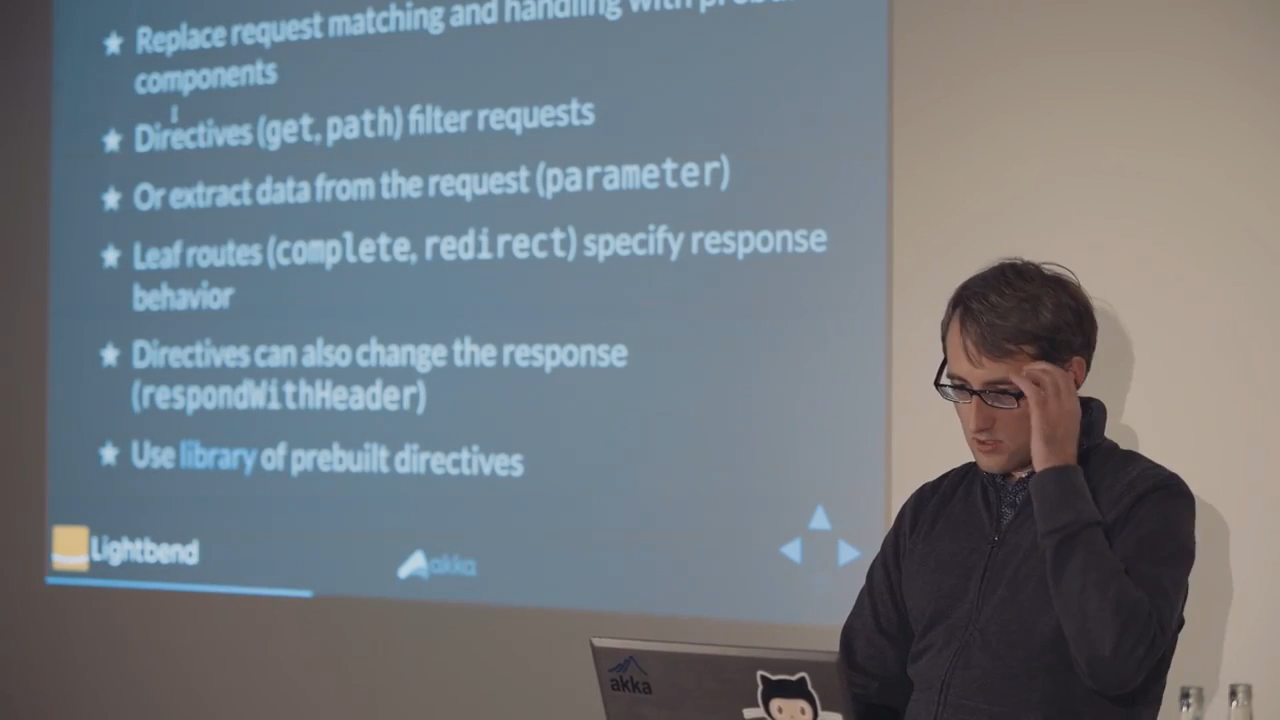 ★ Replace request matching and handling with
components
★ Directives (get, path) filter requests
★ Or extract data from the request (parameter)
★ Leaf routes (complete, redirect) specify response
behavior
★ Directives can also change the response
(respondWithHeader)
★ Use library of prebuilt directives
Lightbend
akka
akka